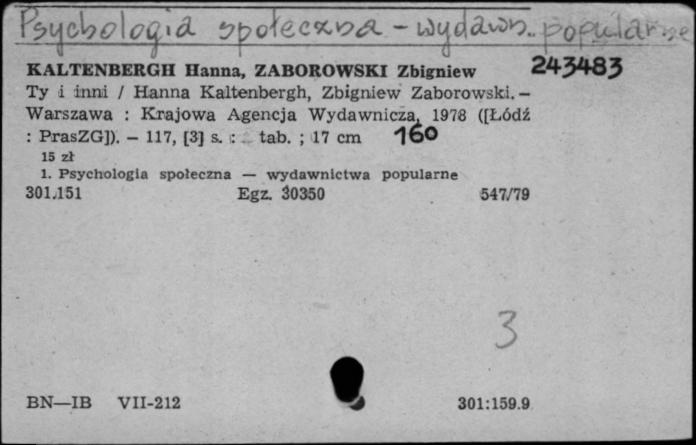 Psychologia społeczna - wydawn. popularne
KALTENBERGH Hanna, ZABOROWSKI Zbigniew 243483
Ty i inni / Hanna Kaltenbergh, Zbigniew Zaborowski. —
Warszawa : Krajowa Agencja Wydawnicza, 1978 ([Łódź
: PrasZG]). — 117, [3] s. : tab. ; 17 cm 160
15 zł
1. Psychologia społeczna — wydawnictwa popularne
301.151 Egz. 30350 547/79
3
BN—IB VII-212 301:159.9